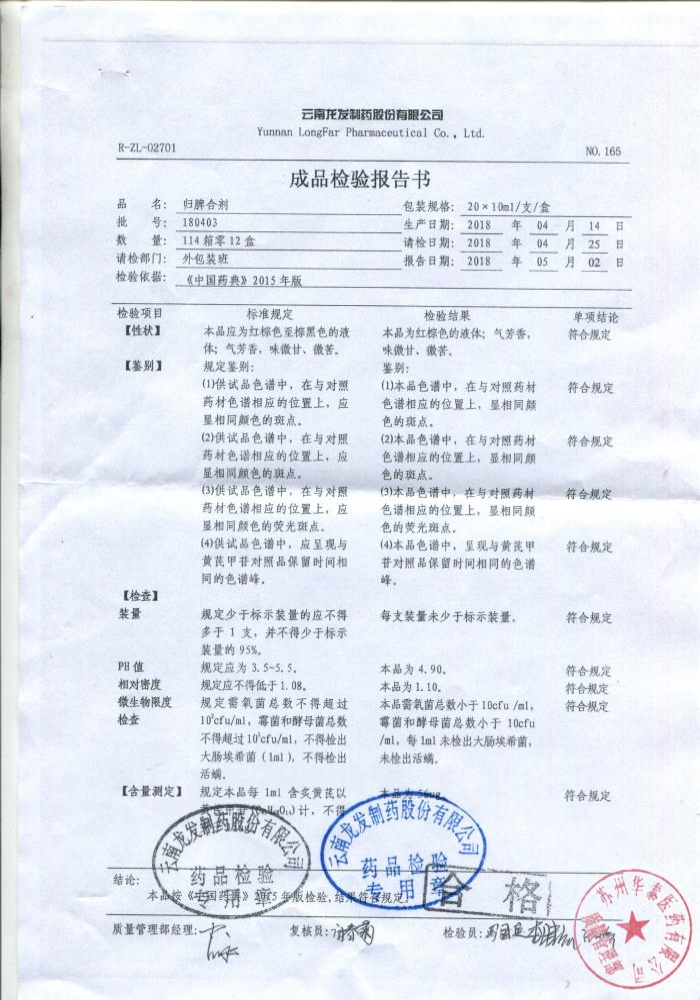 云南龙发制药股份有限公司
Yunnan LongFar Pharmaceutical Co., Ltd.
R-ZL-02701 NO.165
成品检验报告书
品 名: 归脾合剂 包装规格: 20×10ml/支/盒
批 号: 180403 生产日期: 2018 年 04 月 14 日
数 量: 114箱零12盒 请检日期: 2018 年 04 月 25 日
请检部门: 外包装班 报告日期: 2018 年 05 月 02 日
检验依据: 《中国药典》2015年版
检验项目 标准规定 检验结果 单项结论
【性状】 本品应为红棕色至棕黑色的液 本品为红棕色的液体;气芳香, 符合规定
体;气芳香,味微甘、微苦。 味微甘、微苦。
【鉴别】 规定鉴别: 鉴别:
(1)供试品色谱中,在与对照 (1)本品色谱中,在与对照药材 符合规定
药材色谱相应的位置上,应 色谱相应的位置上,显相同颜
显相同颜色的斑点。 色的斑点。
(2)供试品色谱中,在与对照 (2)本品色谱中,在与对照药材 符合规定
药材色谱相应的位置上,应 色谱相应的位置上,显相同颜
显相同颜色的斑点。 色的斑点。
(3)供试品色谱中,在与对照 (3)本品色谱中,在与对照药材 符合规定
药材色谱相应的位置上,应 色谱相应的位置上,显相同颜
显相同颜色的荧光斑点。 色的荧光斑点。
(4)供试品色谱中,应呈现与 (4)本品色谱中,呈现与黄芪甲 符合规定
黄芪甲苷对照品保留时间相 苷对照品保留时间相同的色谱
同的色谱峰。 峰。
【检查】
装量 规定少于标示装量的应不得 每支装量未少于标示装量。 符合规定
多于1支,并不得少于标示
装量的95%。
PH值 规定应为3.5~5.5。 本品为4.90。 符合规定
相对密度 规定应不得低于1.08。 本品为1.10。 符合规定
微生物限度 规定需氧菌总数不得超过 本品需氧菌总数小于10cfu/ml, 符合规定
检查 10²cfu/ml,霉菌和酵母菌总数 霉菌和酵母菌总数小于 10cfu
不得超过10¹cfu/ml,不得检出 /ml,每1ml未检出大肠埃希菌,
大肠埃希菌(1ml),不得检出 未检出活螨。
活螨。
【含量测定】 规定本品每 1ml 含炙黄芪以 本品为56ug。 符合规定
计,不得
云南龙发制药股份有限公司
药品检验
专用章
云南龙发制药股份有限公司
药品检验
专用章
结论:
本品按《中国药典》2015年版检验,结果符合规定。
合格
质量管理部经理: 复核员: 检验员:
苏州华泰医药有限公司